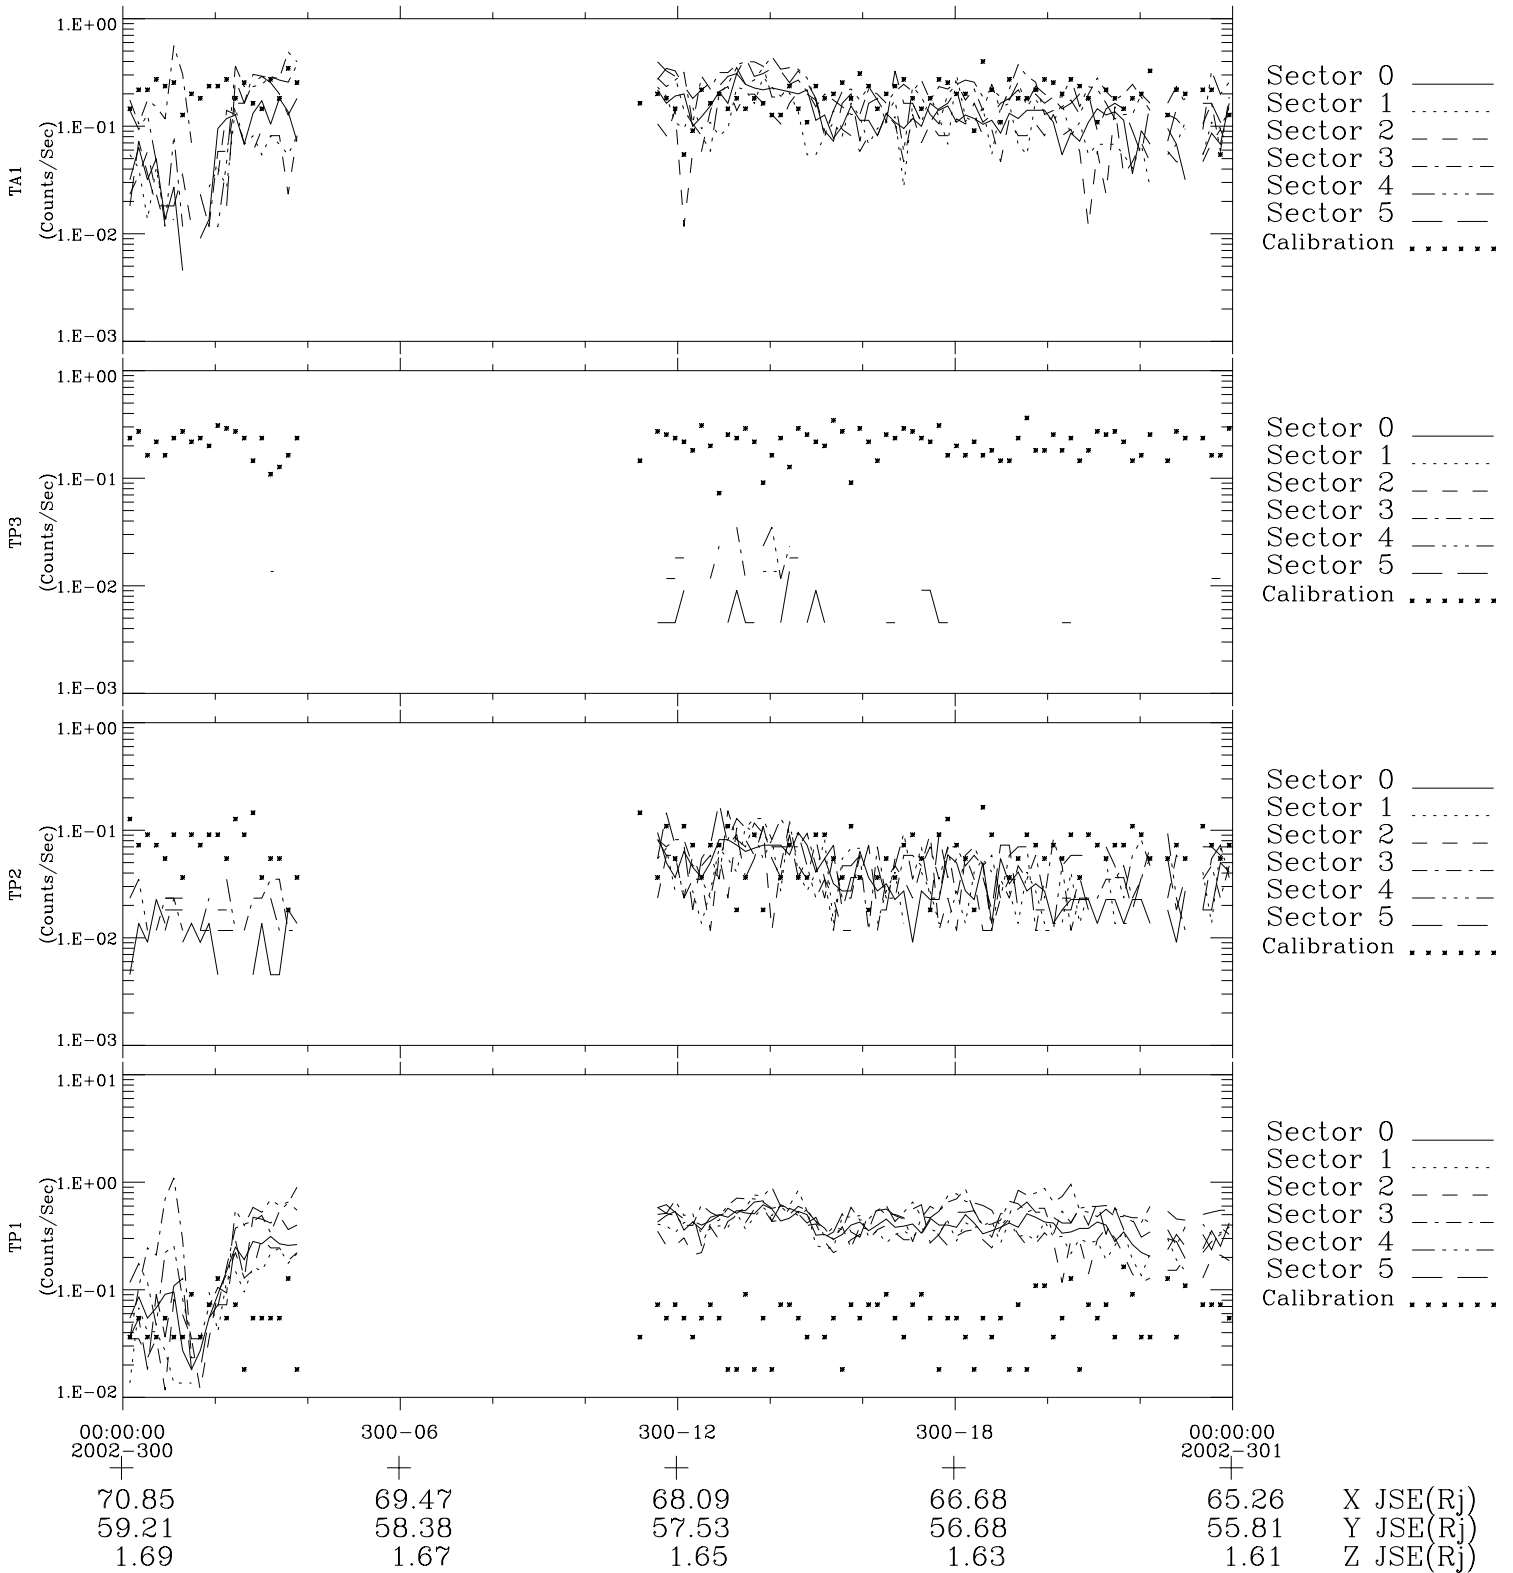 1.E+00
1.E-01
1.E-02
1.E-03
TA1
(Counts/Sec)
Sector 0
Sector 1
Sector 2
Sector 3
Sector 4
Sector 5
Calibration
1.E+00
1.E-01
1.E-02
1.E-03
TP3
(Counts/Sec)
Sector 0
Sector 1
Sector 2
Sector 3
Sector 4
Sector 5
Calibration
1.E+00
1.E-01
1.E-02
1.E-03
TP2
(Counts/Sec)
Sector 0
Sector 1
Sector 2
Sector 3
Sector 4
Sector 5
Calibration
1.E+01
1.E+00
1.E-01
1.E-02
TP1
(Counts/Sec)
Sector 0
Sector 1
Sector 2
Sector 3
Sector 4
Sector 5
Calibration
00:00:00 300-06 300-12 300-18 00:00:00
2002-300 2002-301
70.85 69.47 68.09 66.68 65.26 X JSE(Rj)
59.21 58.38 57.53 56.68 55.81 Y JSE(Rj)
1.69 1.67 1.65 1.63 1.61 Z JSE(Rj)